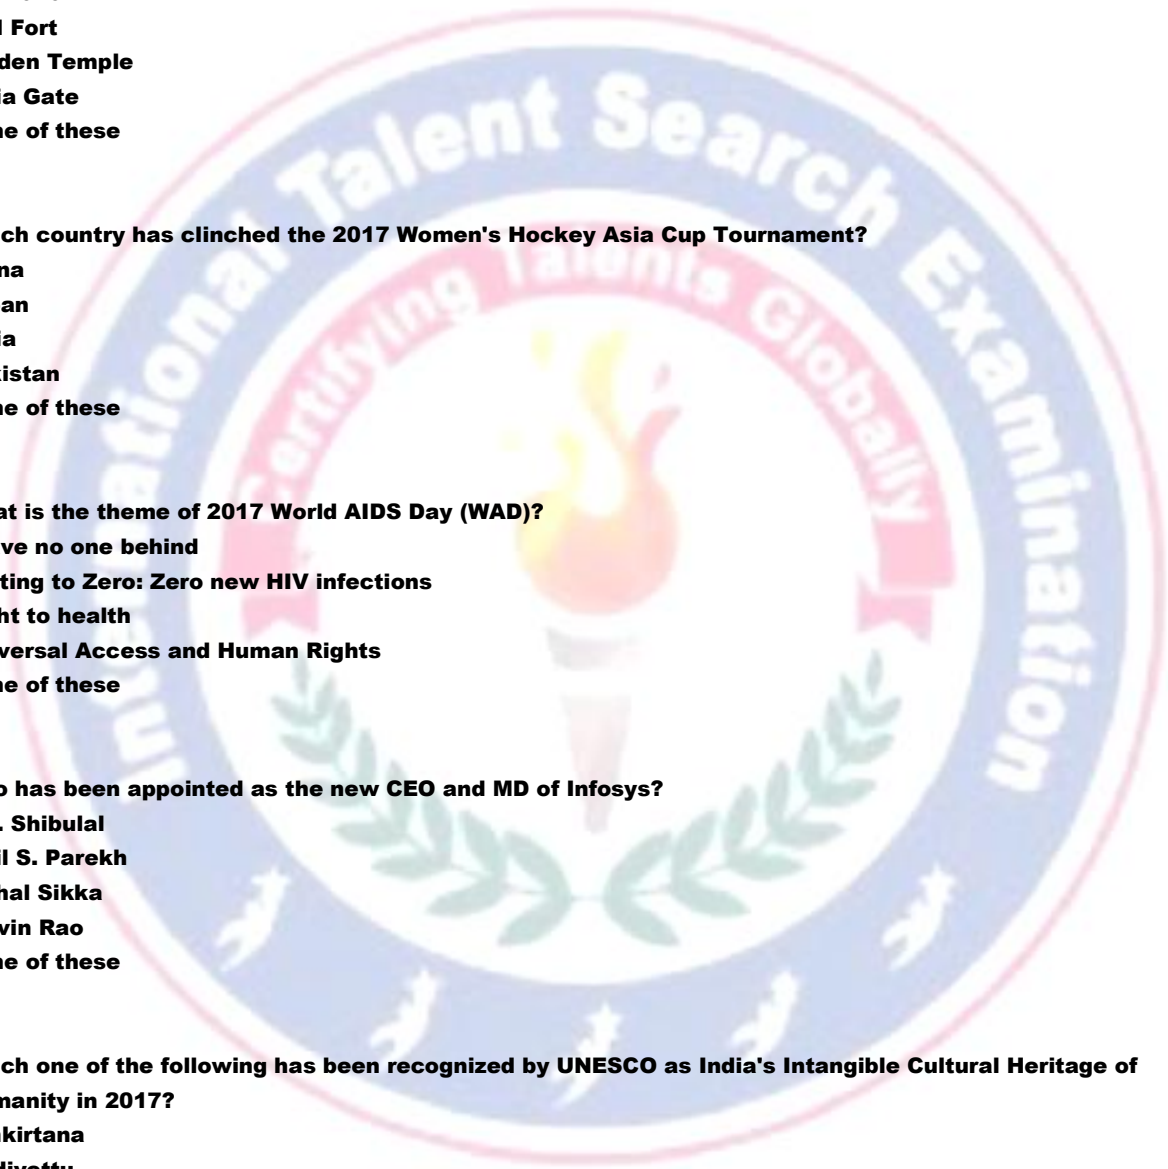 l Fort
den Temple
ia Gate
ne of these
International Talent Search Examination
Certifying Talents Globally
ch country has clinched the 2017 Women's Hockey Asia Cup Tournament?
na
an
ia
kistan
ne of these
at is the theme of 2017 World AIDS Day (WAD)?
ve no one behind
ting to Zero: Zero new HIV infections
ht to health
versal Access and Human Rights
ne of these
o has been appointed as the new CEO and MD of Infosys?
. Shibulal
il S. Parekh
hal Sikka
vin Rao
ne of these
ch one of the following has been recognized by UNESCO as India's Intangible Cultural Heritage of
manity in 2017?
nkirtana